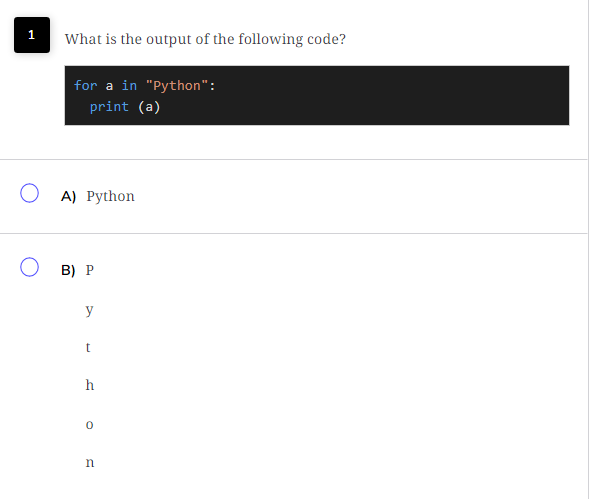 1
What is the output of the following code?
for a in "Python":
  print (a)
A) Python
B) P
y
t
h
o
n